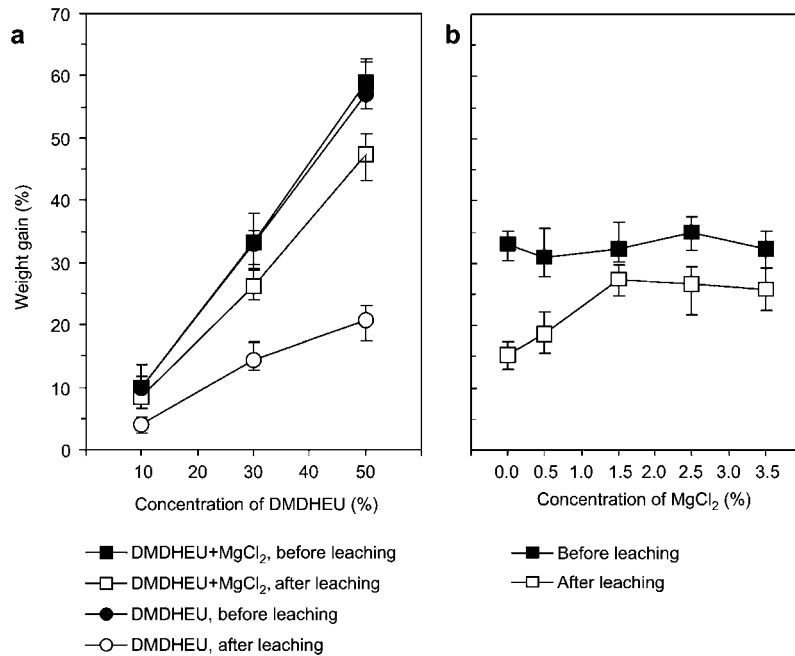 a
b
70
60
50
40
30
20
10
0
Weight gain (%)
10 20 30 40 50
0.0 0.5 1.0 1.5 2.0 2.5 3.0 3.5
Concentration of DMDHEU (%)
Concentration of MgCl₂ (%)
DMDHEU+MgCl₂, before leaching
DMDHEU+MgCl₂, after leaching
DMDHEU, before leaching
DMDHEU, after leaching
Before leaching
After leaching